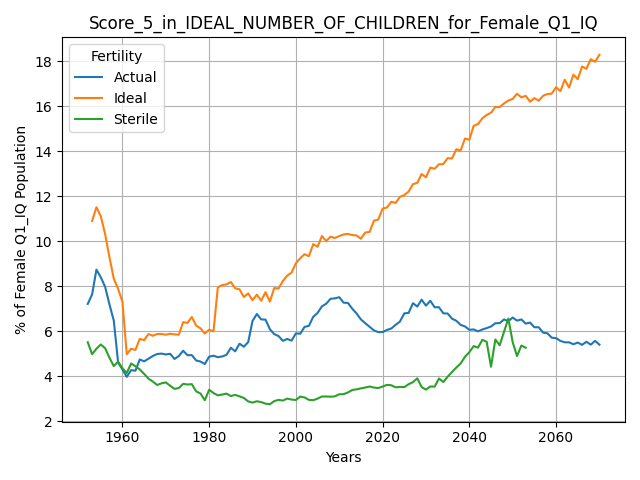 Score_5_in_IDEAL_NUMBER_OF_CHILDREN_for_Female_Q1_IQ
Fertility
Actual
Ideal
Sterile
% of Female Q1_IQ Population
18
16
14
12
10
8
6
4
2
1960
1980
2000
2020
2040
2060
Years